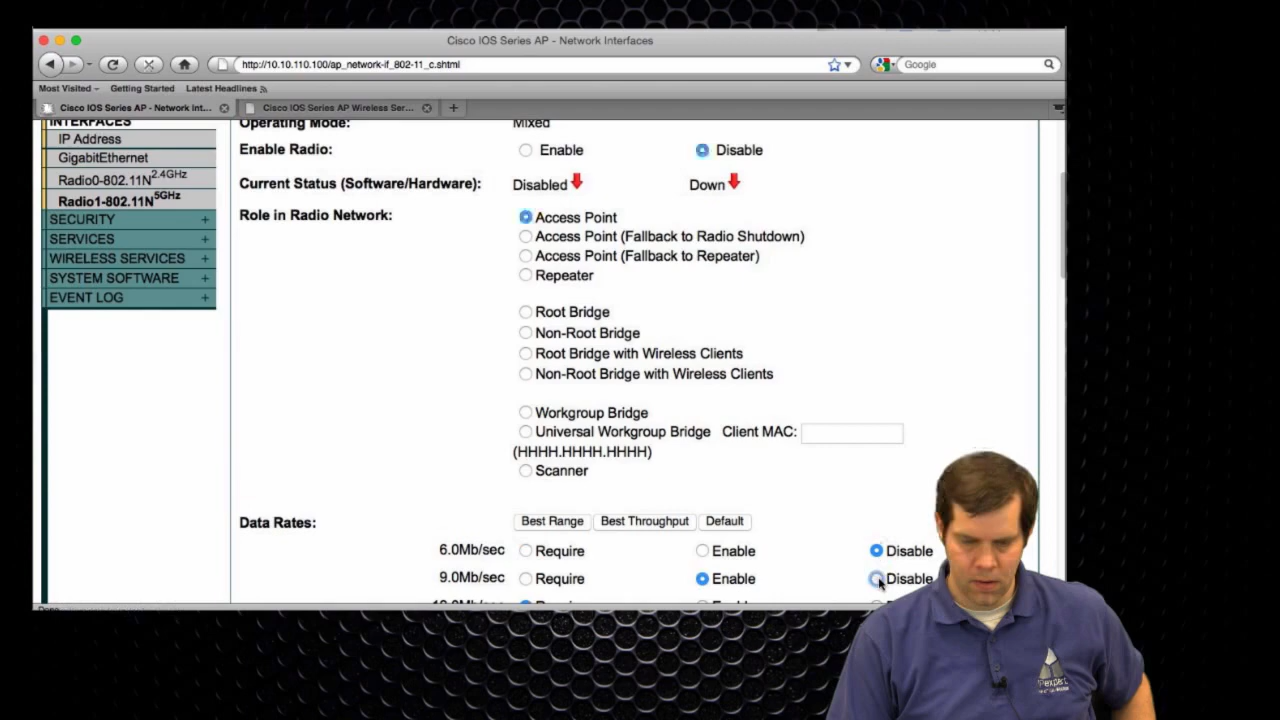 Cisco IOS Series AP - Network Interfaces
http://10.10.110.100/ap_network-if_802-11_c.shtml
Google
Most Visited
Getting Started
Latest Headlines
Cisco IOS Series AP - Network Int...
Cisco IOS Series AP Wireless Ser...
INTERFACES
IP Address
GigabitEthernet
Radio0-802.11N2.4GHz
Radio1-802.11N5GHz
SECURITY +
SERVICES +
WIRELESS SERVICES +
SYSTEM SOFTWARE +
EVENT LOG +
Operating Mode: Mixed
Enable Radio: Enable Disable
Current Status (Software/Hardware): Disabled Down
Role in Radio Network: Access Point
Access Point (Fallback to Radio Shutdown)
Access Point (Fallback to Repeater)
Repeater
Root Bridge
Non-Root Bridge
Root Bridge with Wireless Clients
Non-Root Bridge with Wireless Clients
Workgroup Bridge
Universal Workgroup Bridge Client MAC:
(HHHH.HHHH.HHHH)
Scanner
Data Rates: Best Range Best Throughput Default
6.0Mb/sec Require Enable Disable
9.0Mb/sec Require Enable Disable